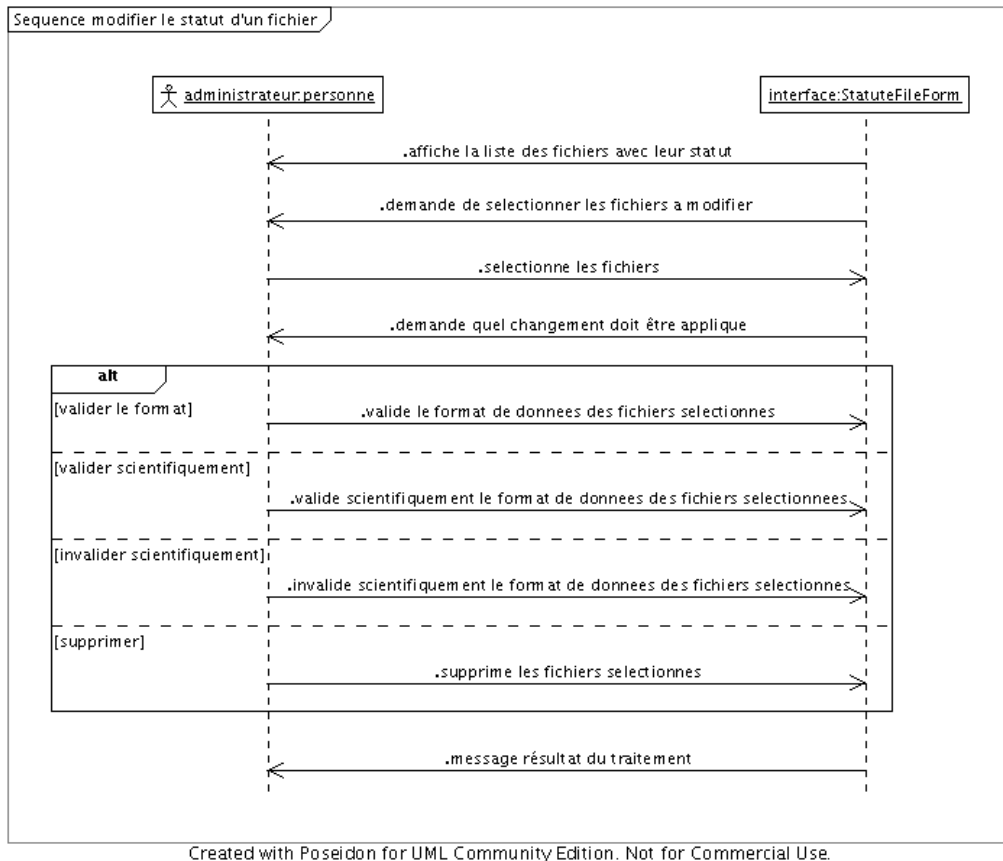 Sequence modifier le statut d'un fichier
administrateur:personne
interface:StatuteFileForm
.affiche la liste des fichiers avec leur statut
.demande de selectionner les fichiers a modifier
.selectionne les fichiers
.demande quel changement doit être applique
alt
[valider le format]
.valide le format de donnees des fichiers selectionnes
[valider scientifiquement]
.valide scientifiquement le format de donnees des fichiers selectionnees
[invalider scientifiquement]
.invalide scientifiquement le format de donnees des fichiers selectionnes
[supprimer]
.supprime les fichiers selectionnes
.message résultat du traitement
Created with Poseidon for UML Community Edition. Not for Commercial Use.